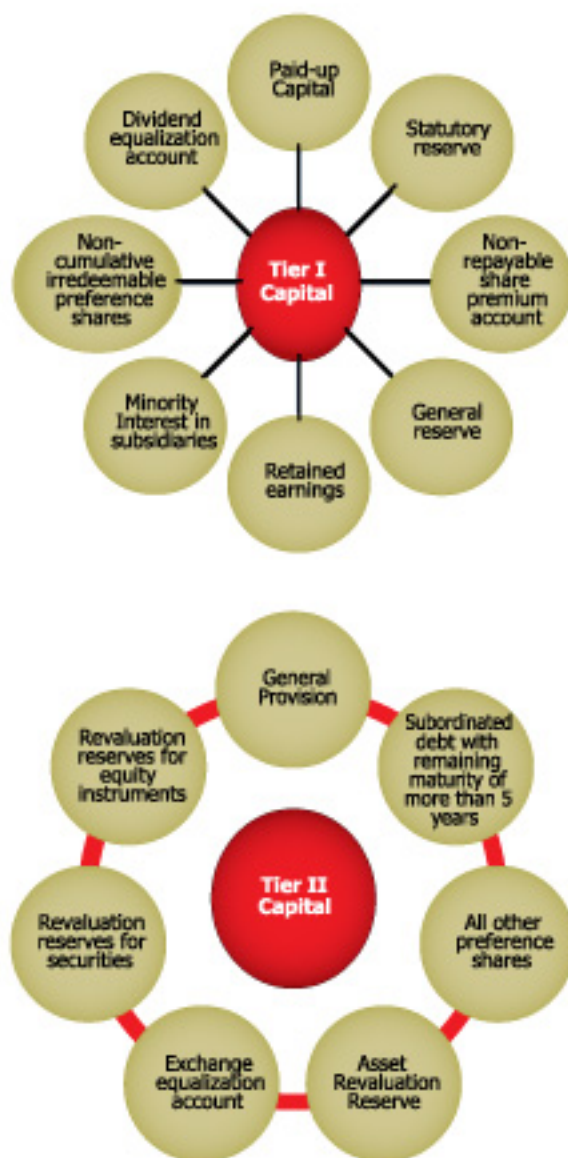 Paid-up
Capital
Dividend
equalization
account
Statutory
reserve
Non-
cumulative
irredeemable
preference
shares
Tier I
Capital
Non-
repayable
share
premium
account
Minority
Interest in
subsidiaries
General
reserve
Retained
earnings
General
Provision
Revaluation
reserves for
equity
instruments
Subordinated
debt with
remaining
maturity of
more than 5
years
Tier II
Capital
Revaluation
reserves for
securities
All other
preference
shares
Exchange
equalization
account
Asset
Revaluation
Reserve